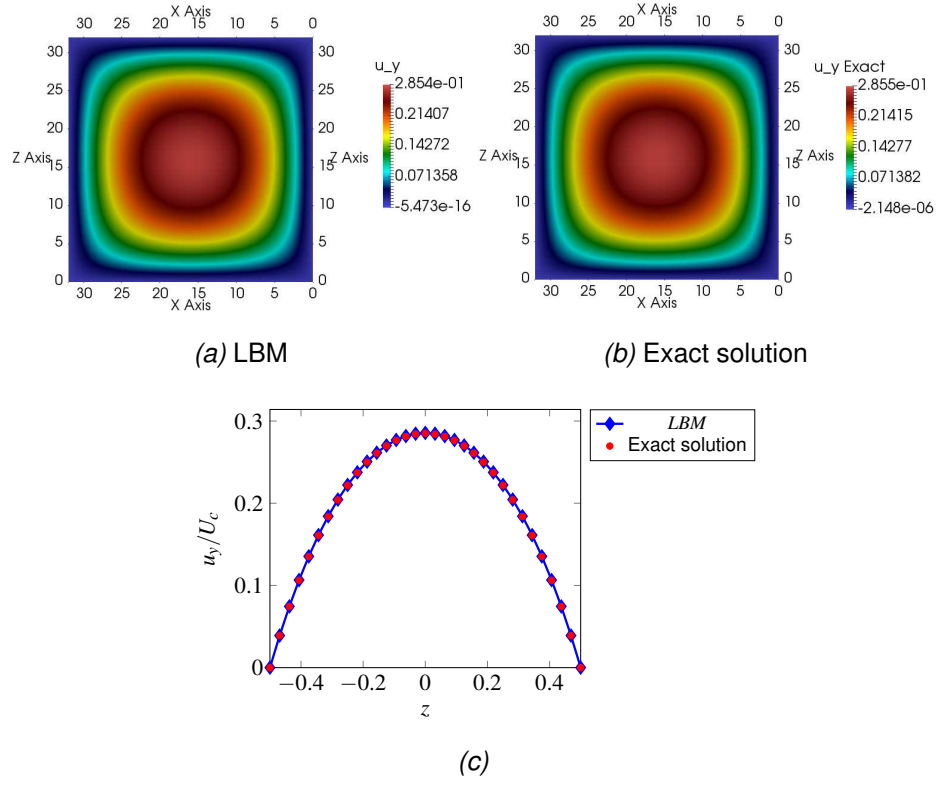 X Axis
30 25 20 15 10 5 0
30 30
25 25
20 20
Z Axis 15 15 Z Axis
10 10
5 5
0 0
30 25 20 15 10 5 0
X Axis
u_y
2.854e-01
0.21407
0.14272
0.071358
-5.473e-16
X Axis
30 25 20 15 10 5 0
30 30
25 25
20 20
Z Axis 15 15 Z Axis
10 10
5 5
0 0
30 25 20 15 10 5 0
X Axis
u_y Exact
2.855e-01
0.21415
0.14277
0.071382
-2.148e-06
(a) LBM
(b) Exact solution
0.3
0.2
0.1
0
u_y/U_c
−0.4 −0.2 0 0.2 0.4
z
LBM
Exact solution
(c)